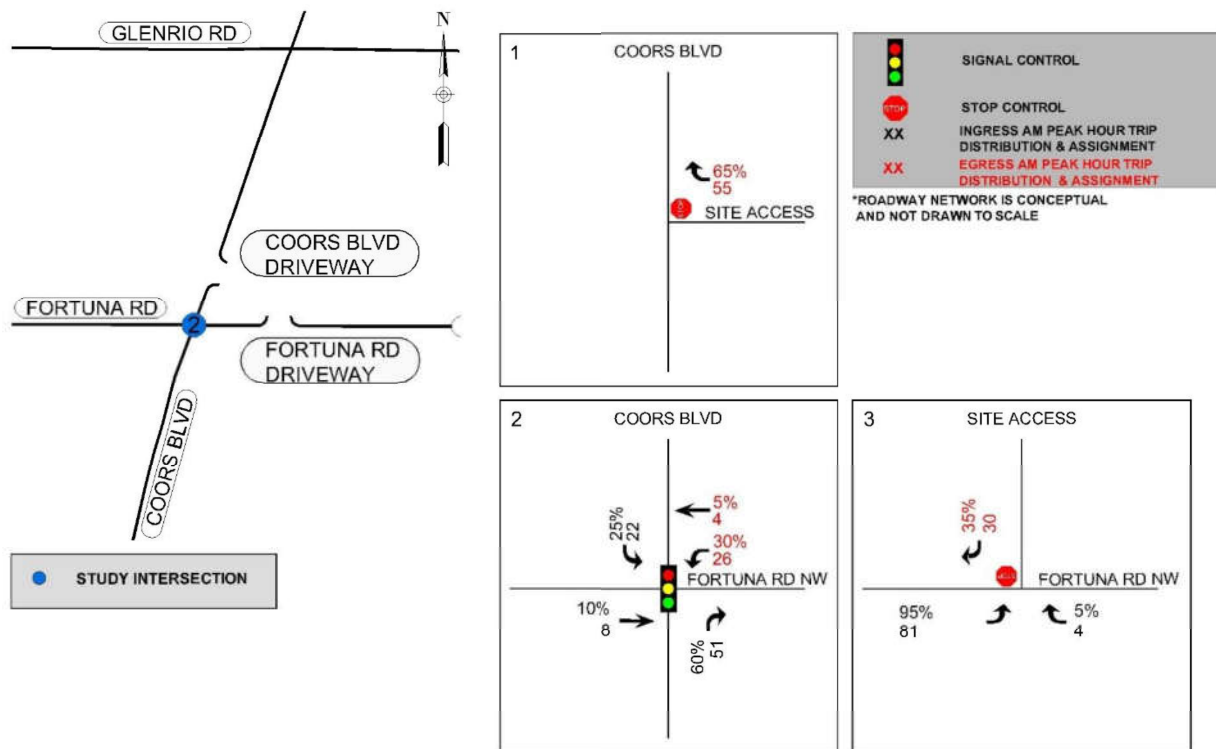 GLENRIO RD
N
COORS BLVD
DRIVEWAY
FORTUNA RD
2
FORTUNA RD
DRIVEWAY
COORS BLVD
STUDY INTERSECTION
1
COORS BLVD
65%
55
SITE ACCESS
SIGNAL CONTROL
STOP
STOP CONTROL
XX
INGRESS AM PEAK HOUR TRIP
DISTRIBUTION & ASSIGNMENT
XX
EGRESS AM PEAK HOUR TRIP
DISTRIBUTION & ASSIGNMENT
*ROADWAY NETWORK IS CONCEPTUAL
AND NOT DRAWN TO SCALE
2
COORS BLVD
25%
22
5%
4
30%
26
FORTUNA RD NW
10%
8
60%
51
3
SITE ACCESS
35%
30
FORTUNA RD NW
95%
81
5%
4